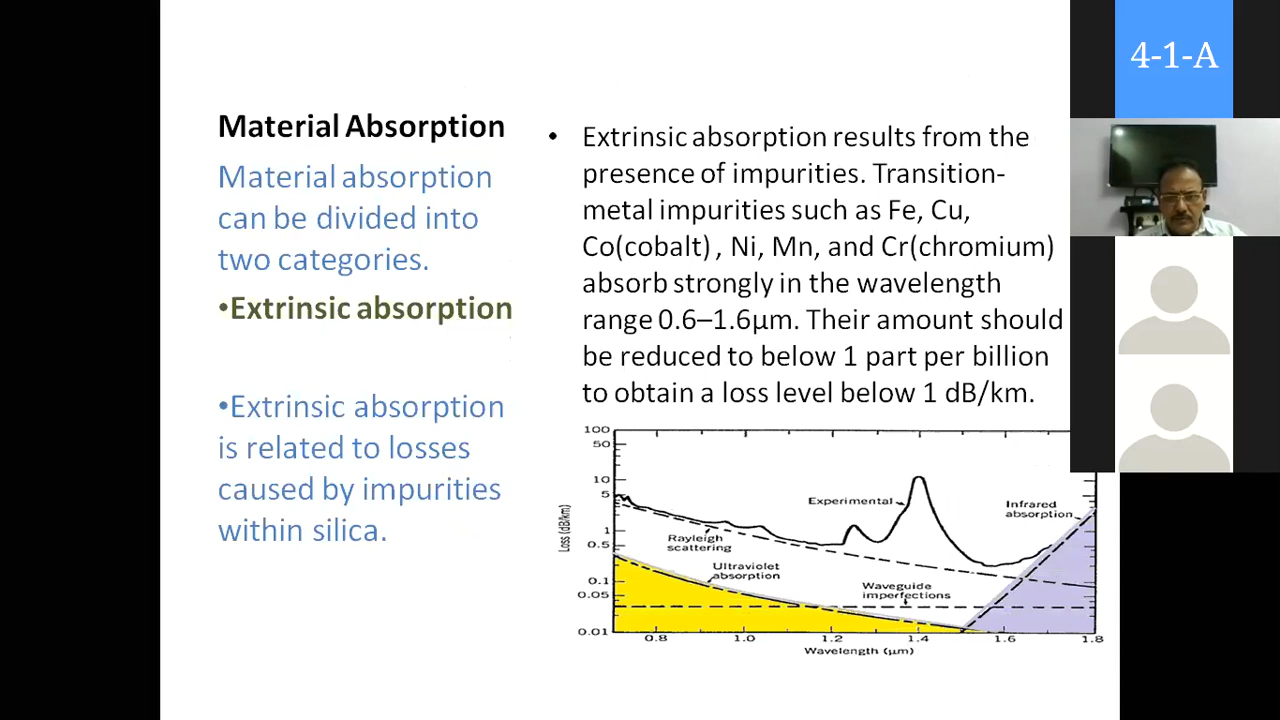 4-1-A
Material Absorption
Material absorption
can be divided into
two categories.
•Extrinsic absorption
•Extrinsic absorption
is related to losses
caused by impurities
within silica.
• Extrinsic absorption results from the
presence of impurities. Transition-
metal impurities such as Fe, Cu,
Co(cobalt) , Ni, Mn, and Cr(chromium)
absorb strongly in the wavelength
range 0.6–1.6μm. Their amount should
be reduced to below 1 part per billion
to obtain a loss level below 1 dB/km.
100
50
10
5
1
0.5
0.1
0.05
0.01
Loss (dB/km)
Experimental
Infrared
absorption
Rayleigh
scattering
Ultraviolet
absorption
Waveguide
imperfections
0.8 1.0 1.2 1.4 1.6 1.8
Wavelength (μm)